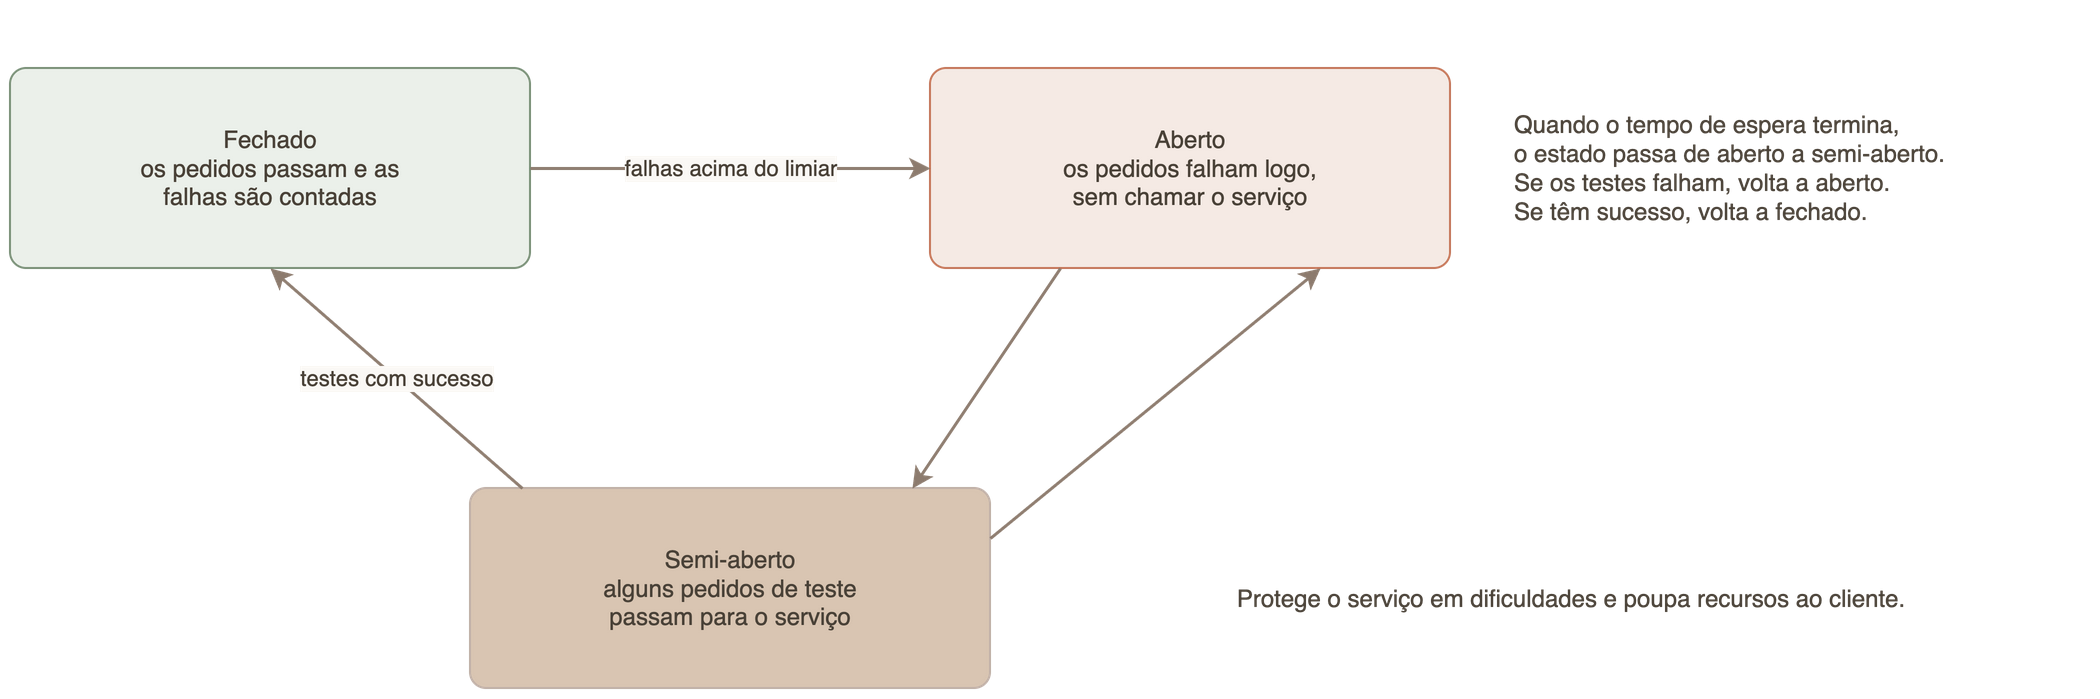 Fechado
os pedidos passam e as
falhas são contadas
falhas acima do limiar
Aberto
os pedidos falham logo,
sem chamar o serviço
Quando o tempo de espera termina,
o estado passa de aberto a semi-aberto.
Se os testes falham, volta a aberto.
Se têm sucesso, volta a fechado.
testes com sucesso
Semi-aberto
alguns pedidos de teste
passam para o serviço
Protege o serviço em dificuldades e poupa recursos ao cliente.